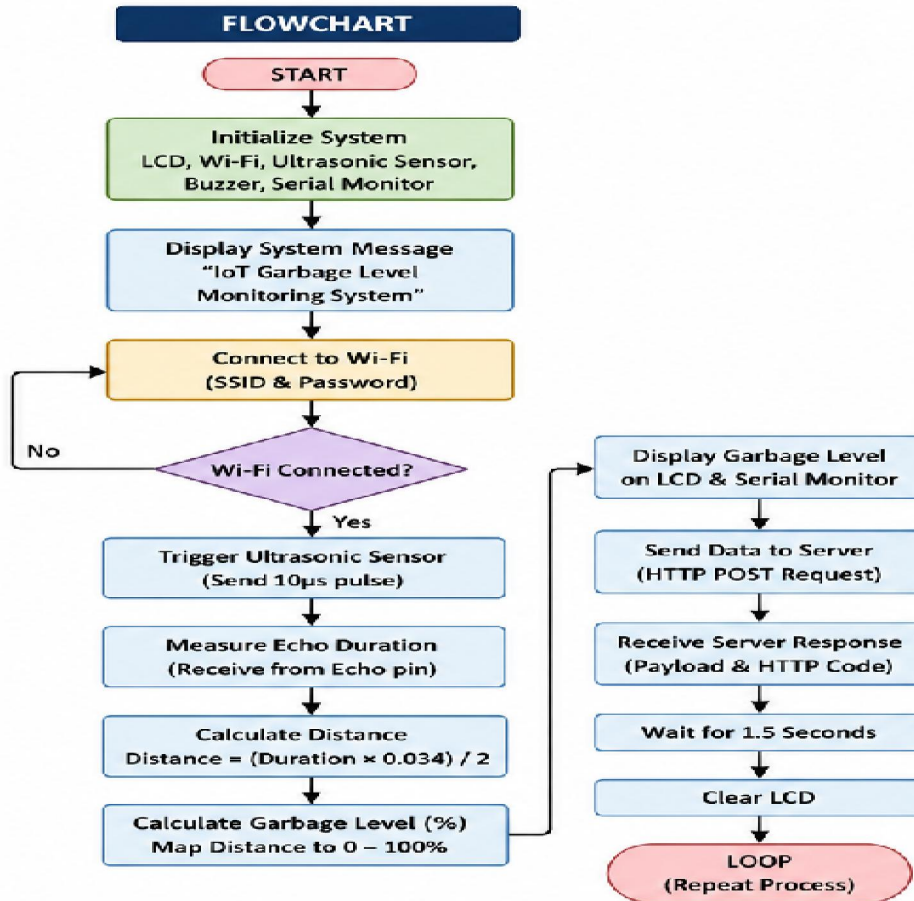 FLOWCHART
START
Initialize System
LCD, Wi-Fi, Ultrasonic Sensor,
Buzzer, Serial Monitor
Display System Message
“IoT Garbage Level
Monitoring System”
Connect to Wi-Fi
(SSID & Password)
No
Wi-Fi Connected?
Yes
Trigger Ultrasonic Sensor
(Send 10µs pulse)
Measure Echo Duration
(Receive from Echo pin)
Calculate Distance
Distance = (Duration × 0.034) / 2
Calculate Garbage Level (%)
Map Distance to 0 – 100%
Display Garbage Level
on LCD & Serial Monitor
Send Data to Server
(HTTP POST Request)
Receive Server Response
(Payload & HTTP Code)
Wait for 1.5 Seconds
Clear LCD
LOOP
(Repeat Process)